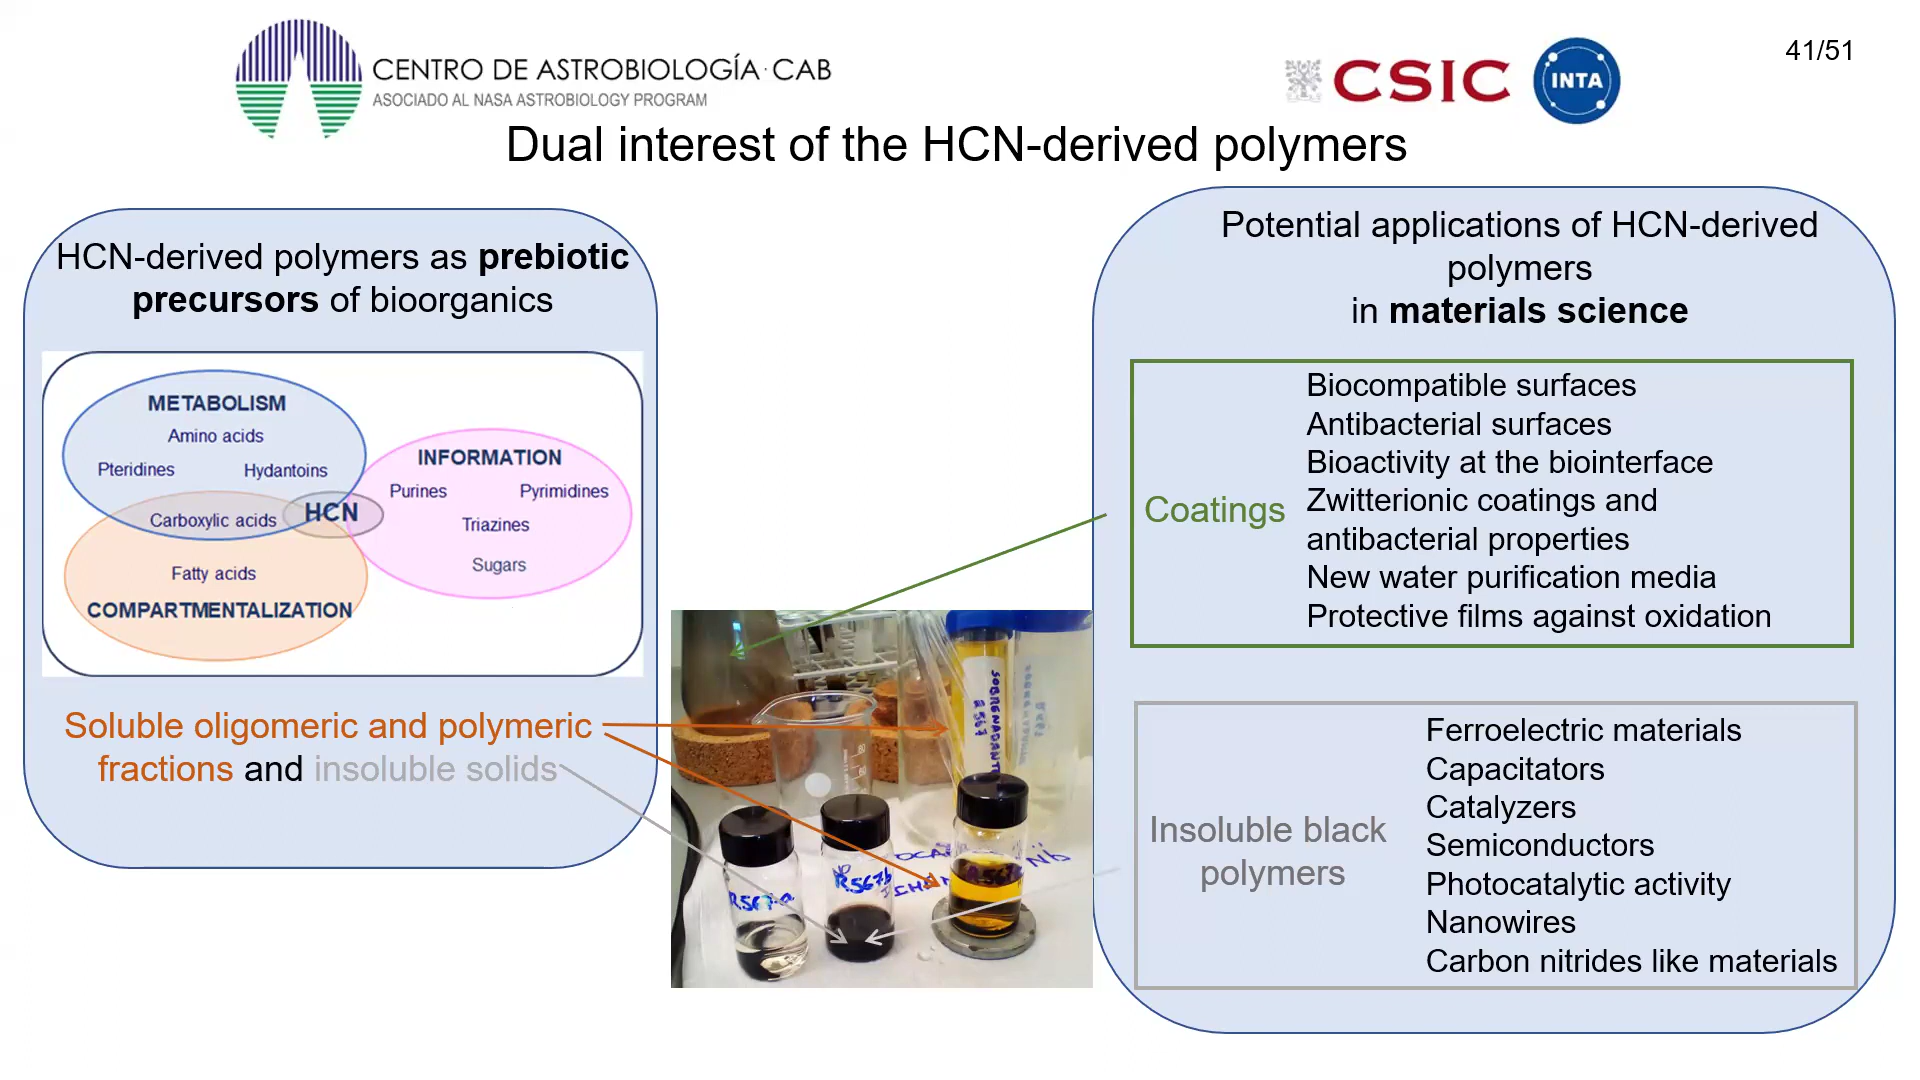 CENTRO DE ASTROBIOLOGÍA · CAB
ASOCIADO AL NASA ASTROBIOLOGY PROGRAM
CSIC
INTA
41/51
Dual interest of the HCN-derived polymers
HCN-derived polymers as prebiotic
precursors of bioorganics
METABOLISM
Amino acids
Pteridines
Hydantoins
Carboxylic acids
HCN
INFORMATION
Purines
Pyrimidines
Triazines
Sugars
Fatty acids
COMPARTMENTALIZATION
Soluble oligomeric and polymeric
fractions and insoluble solids
SOBRENADANTE
R567
R567-a
R567b
Potential applications of HCN-derived
polymers
in materials science
Coatings
Biocompatible surfaces
Antibacterial surfaces
Bioactivity at the biointerface
Zwitterionic coatings and
antibacterial properties
New water purification media
Protective films against oxidation
Insoluble black
polymers
Ferroelectric materials
Capacitators
Catalyzers
Semiconductors
Photocatalytic activity
Nanowires
Carbon nitrides like materials